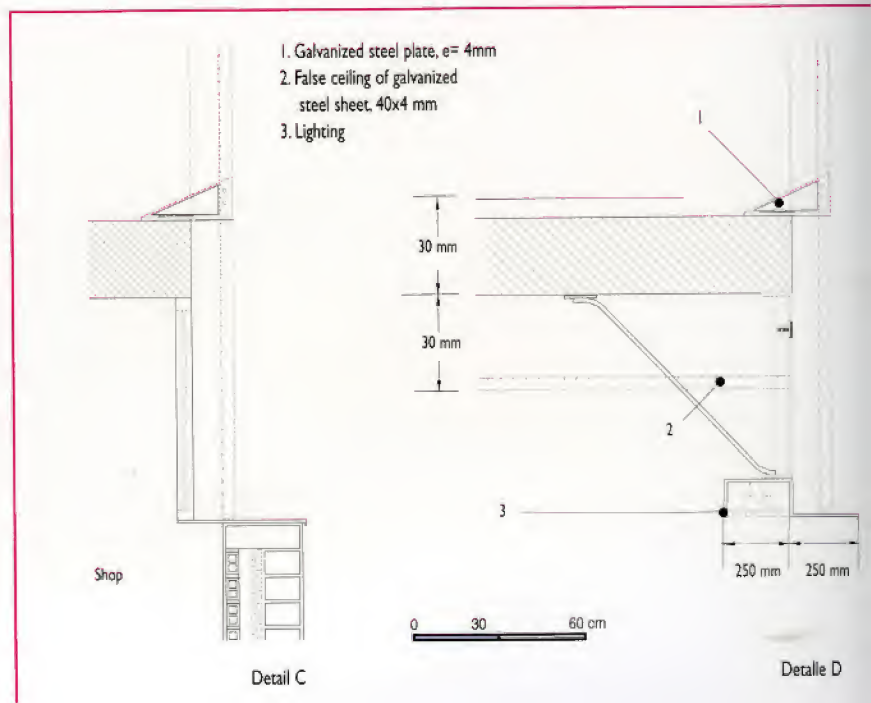 1. Galvanized steel plate, e= 4mm
2. False ceiling of galvanized
steel sheet, 40x4 mm
3. Lighting
1
30 mm
30 mm
2
3
250 mm 250 mm
Shop
0 30 60 cm
Detail C
Detalle D